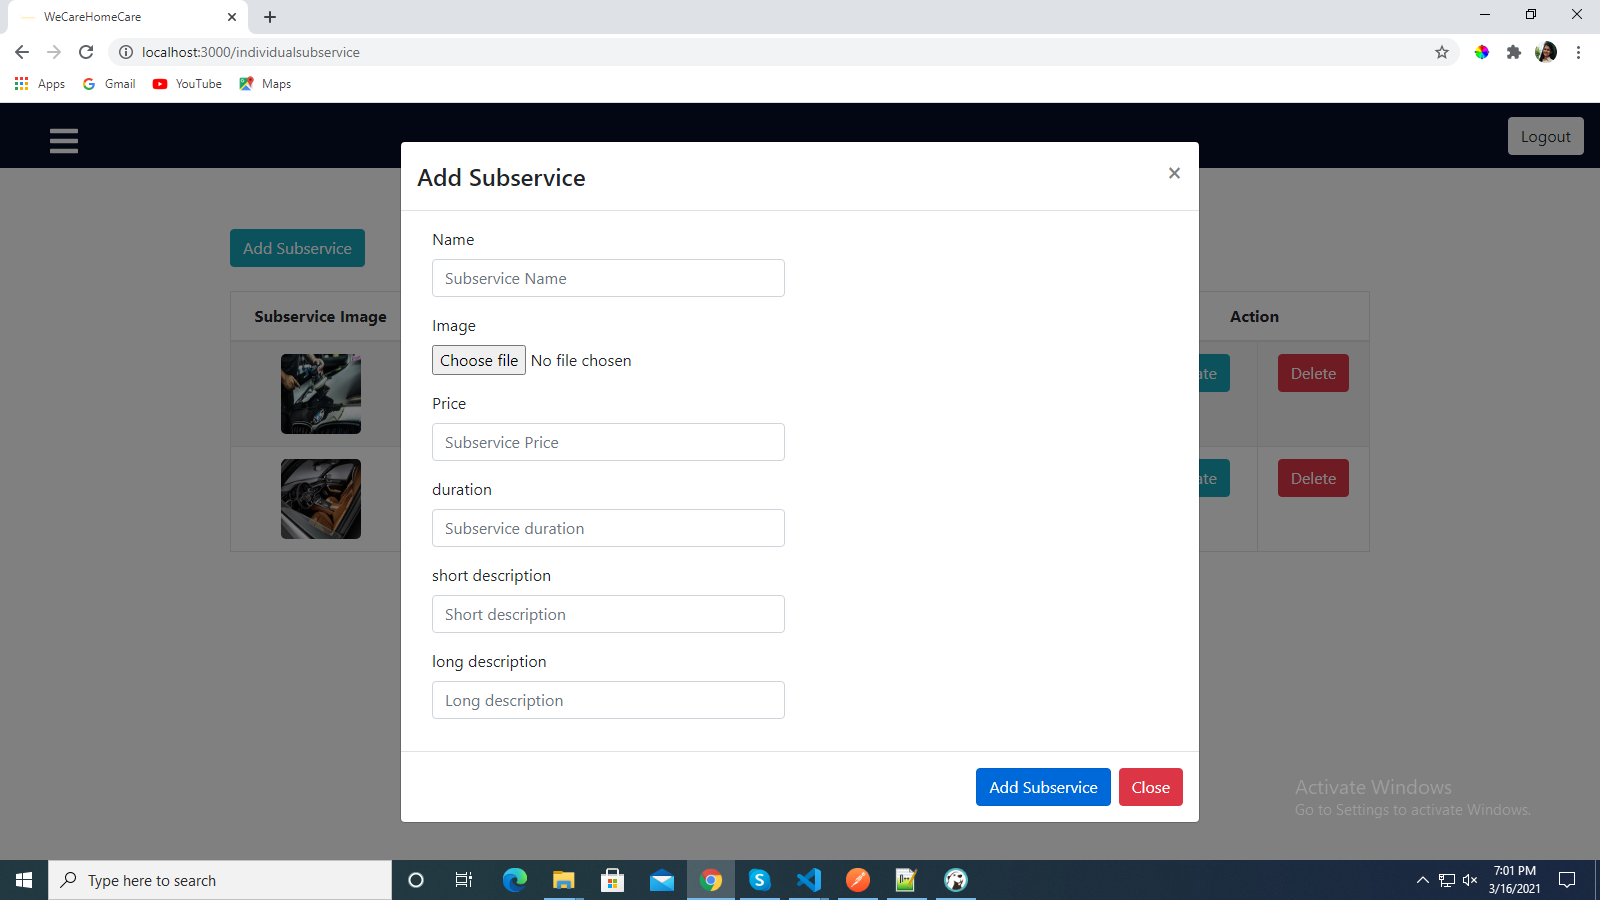 WeCareHomeCare
localhost:3000/individualsubservice
Apps Gmail YouTube Maps
Logout
Add Subservice
×
Add Subservice
Subservice Image
Action
Name
Subservice Name
Image
Choose file No file chosen
Price
Subservice Price
duration
Subservice duration
short description
Short description
long description
Long description
ate Delete
ate Delete
Add Subservice Close
Activate Windows
Go to Settings to activate Windows.
Type here to search
7:01 PM
3/16/2021